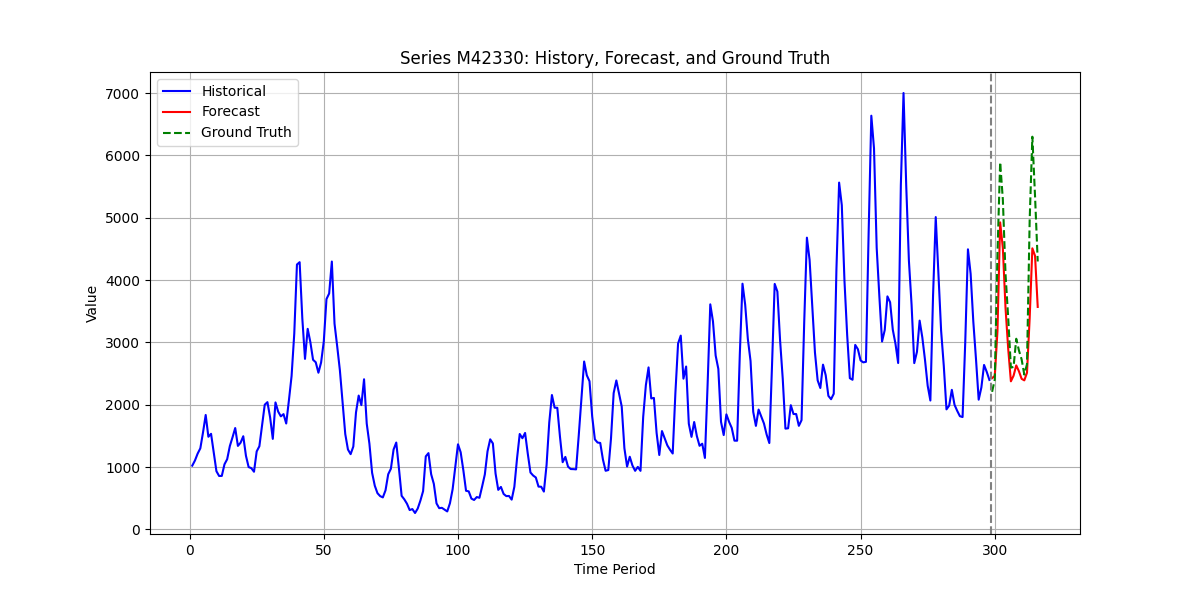 Series M42330: History, Forecast, and Ground Truth
Historical
Forecast
Ground Truth
7000
6000
5000
4000
3000
2000
1000
0
Value
0 50 100 150 200 250 300
Time Period